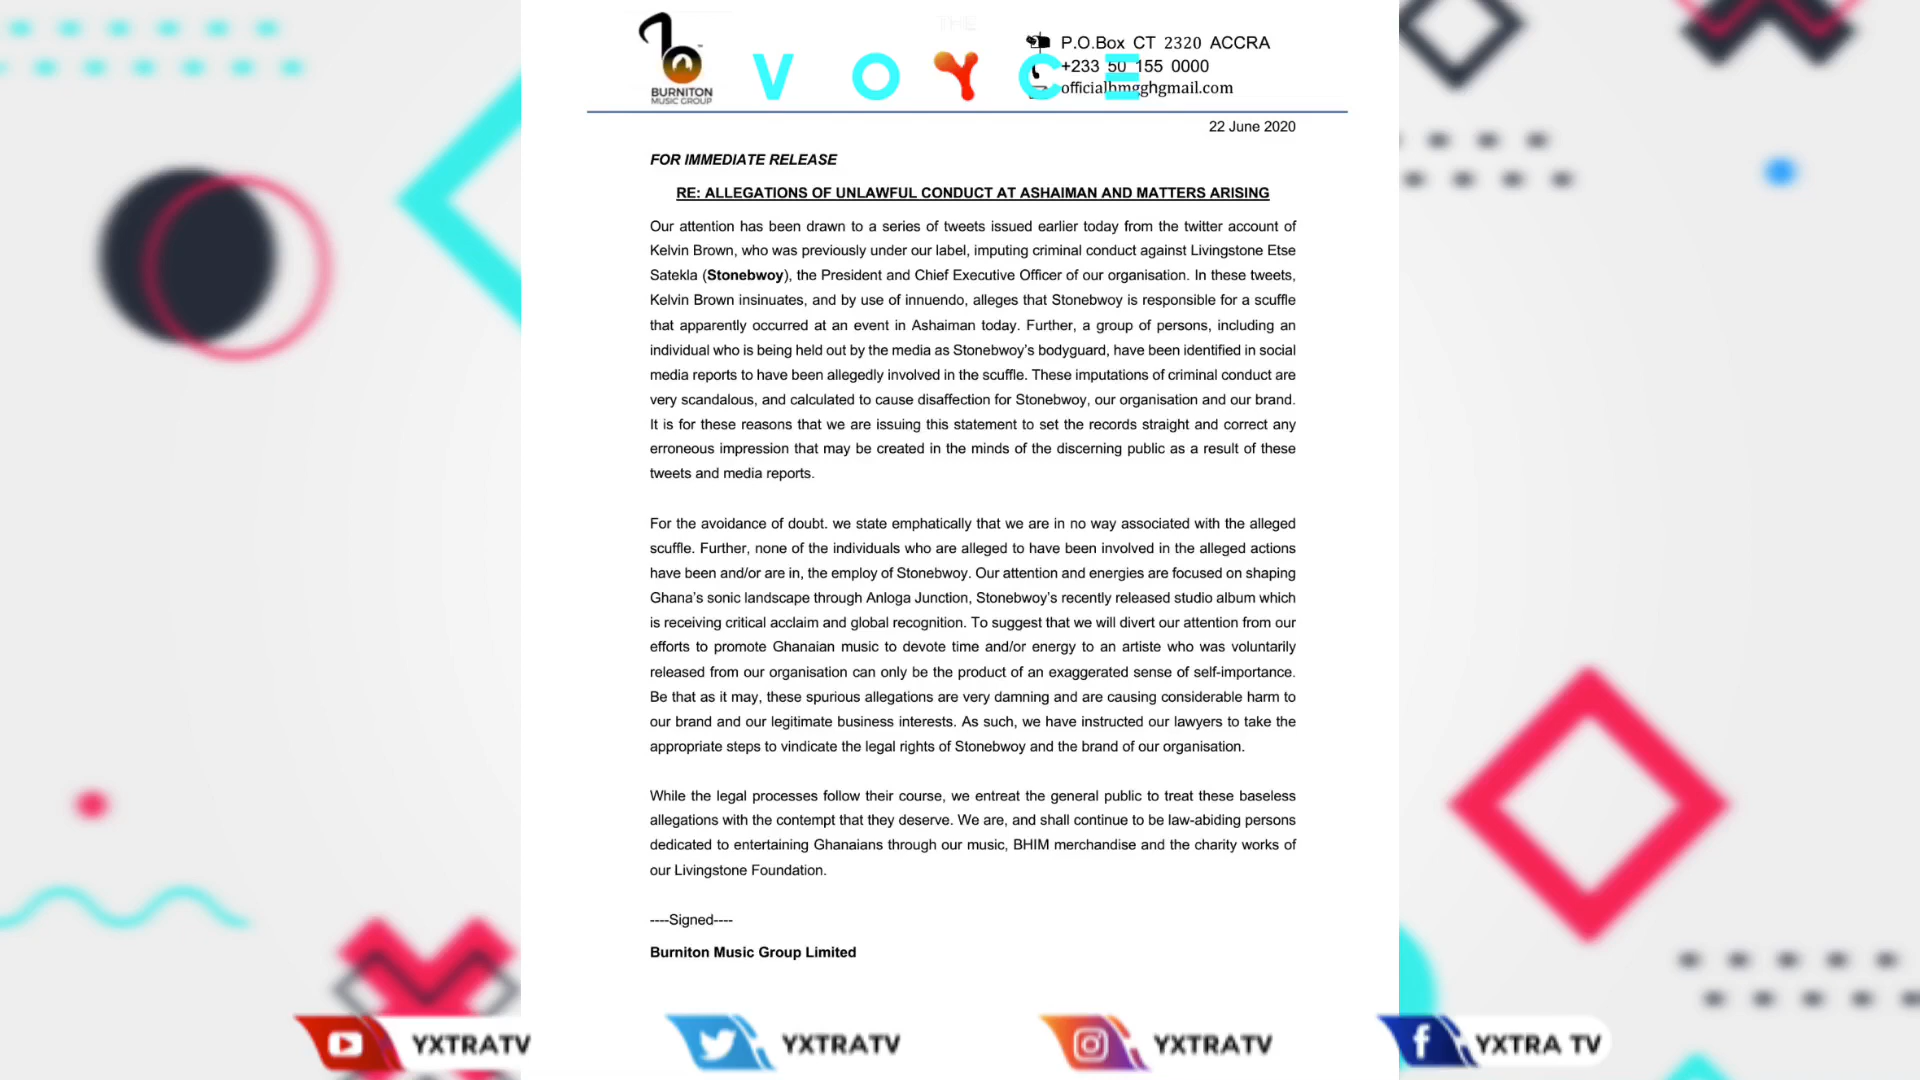 THE
VOYCE
BURNITON
MUSIC GROUP
P.O.Box CT 2320 ACCRA
+233 50 155 0000
officialbmgghgmail.com
22 June 2020
FOR IMMEDIATE RELEASE
RE: ALLEGATIONS OF UNLAWFUL CONDUCT AT ASHAIMAN AND MATTERS ARISING
Our attention has been drawn to a series of tweets issued earlier today from the twitter account of
Kelvin Brown, who was previously under our label, imputing criminal conduct against Livingstone Etse
Satekla (Stonebwoy), the President and Chief Executive Officer of our organisation. In these tweets,
Kelvin Brown insinuates, and by use of innuendo, alleges that Stonebwoy is responsible for a scuffle
that apparently occurred at an event in Ashaiman today. Further, a group of persons, including an
individual who is being held out by the media as Stonebwoy's bodyguard, have been identified in social
media reports to have been allegedly involved in the scuffle. These imputations of criminal conduct are
very scandalous, and calculated to cause disaffection for Stonebwoy, our organisation and our brand.
It is for these reasons that we are issuing this statement to set the records straight and correct any
erroneous impression that may be created in the minds of the discerning public as a result of these
tweets and media reports.
For the avoidance of doubt. we state emphatically that we are in no way associated with the alleged
scuffle. Further, none of the individuals who are alleged to have been involved in the alleged actions
have been and/or are in, the employ of Stonebwoy. Our attention and energies are focused on shaping
Ghana's sonic landscape through Anloga Junction, Stonebwoy's recently released studio album which
is receiving critical acclaim and global recognition. To suggest that we will divert our attention from our
efforts to promote Ghanaian music to devote time and/or energy to an artiste who was voluntarily
released from our organisation can only be the product of an exaggerated sense of self-importance.
Be that as it may, these spurious allegations are very damning and are causing considerable harm to
our brand and our legitimate business interests. As such, we have instructed our lawyers to take the
appropriate steps to vindicate the legal rights of Stonebwoy and the brand of our organisation.
While the legal processes follow their course, we entreat the general public to treat these baseless
allegations with the contempt that they deserve. We are, and shall continue to be law-abiding persons
dedicated to entertaining Ghanaians through our music, BHIM merchandise and the charity works of
our Livingstone Foundation.
----Signed----
Burniton Music Group Limited
YXTRATV
YXTRATV
YXTRATV
YXTRA TV